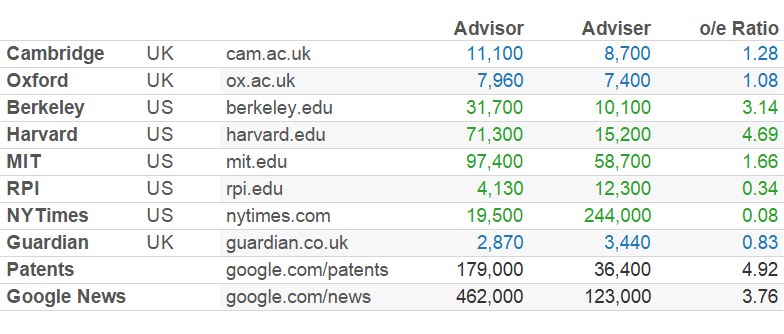 Advisor Adviser o/e Ratio
Cambridge UK cam.ac.uk 11,100 8,700 1.28
Oxford UK ox.ac.uk 7,960 7,400 1.08
Berkeley US berkeley.edu 31,700 10,100 3.14
Harvard US harvard.edu 71,300 15,200 4.69
MIT US mit.edu 97,400 58,700 1.66
RPI US rpi.edu 4,130 12,300 0.34
NYTimes US nytimes.com 19,500 244,000 0.08
Guardian UK guardian.co.uk 2,870 3,440 0.83
Patents google.com/patents 179,000 36,400 4.92
Google News google.com/news 462,000 123,000 3.76